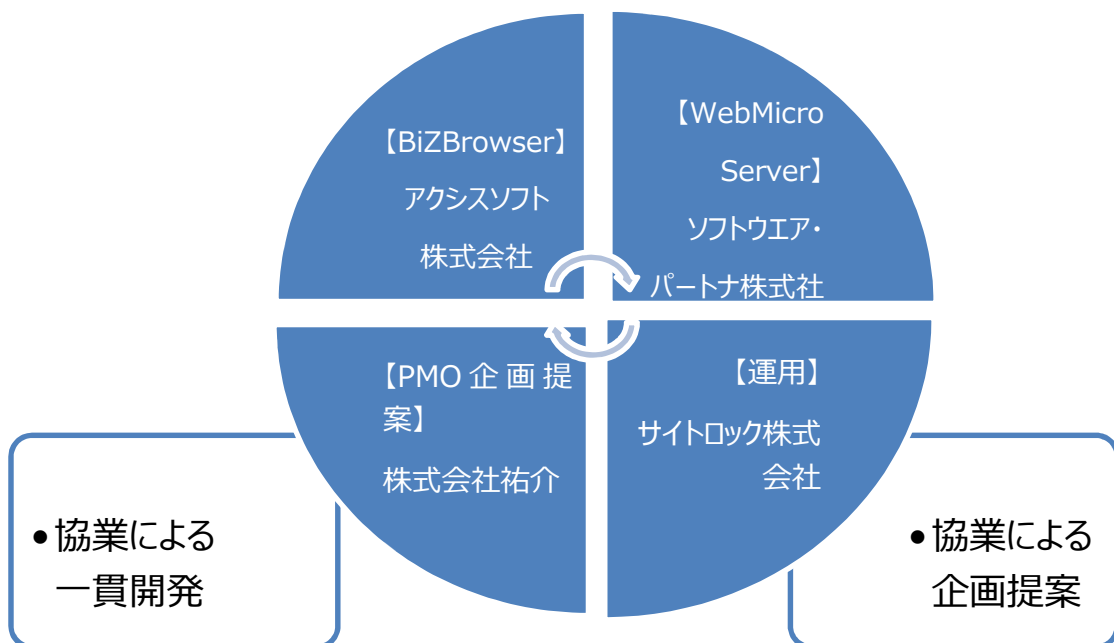 【BiZBrowser】
アクシスソフト
株式会社
【WebMicro
Server】
ソフトウエア・
パートナ株式社
【PMO企画提
案】
株式会社祐介
【運用】
サイトロック株式
会社
•協業による
一貫開発
•協業による
企画提案